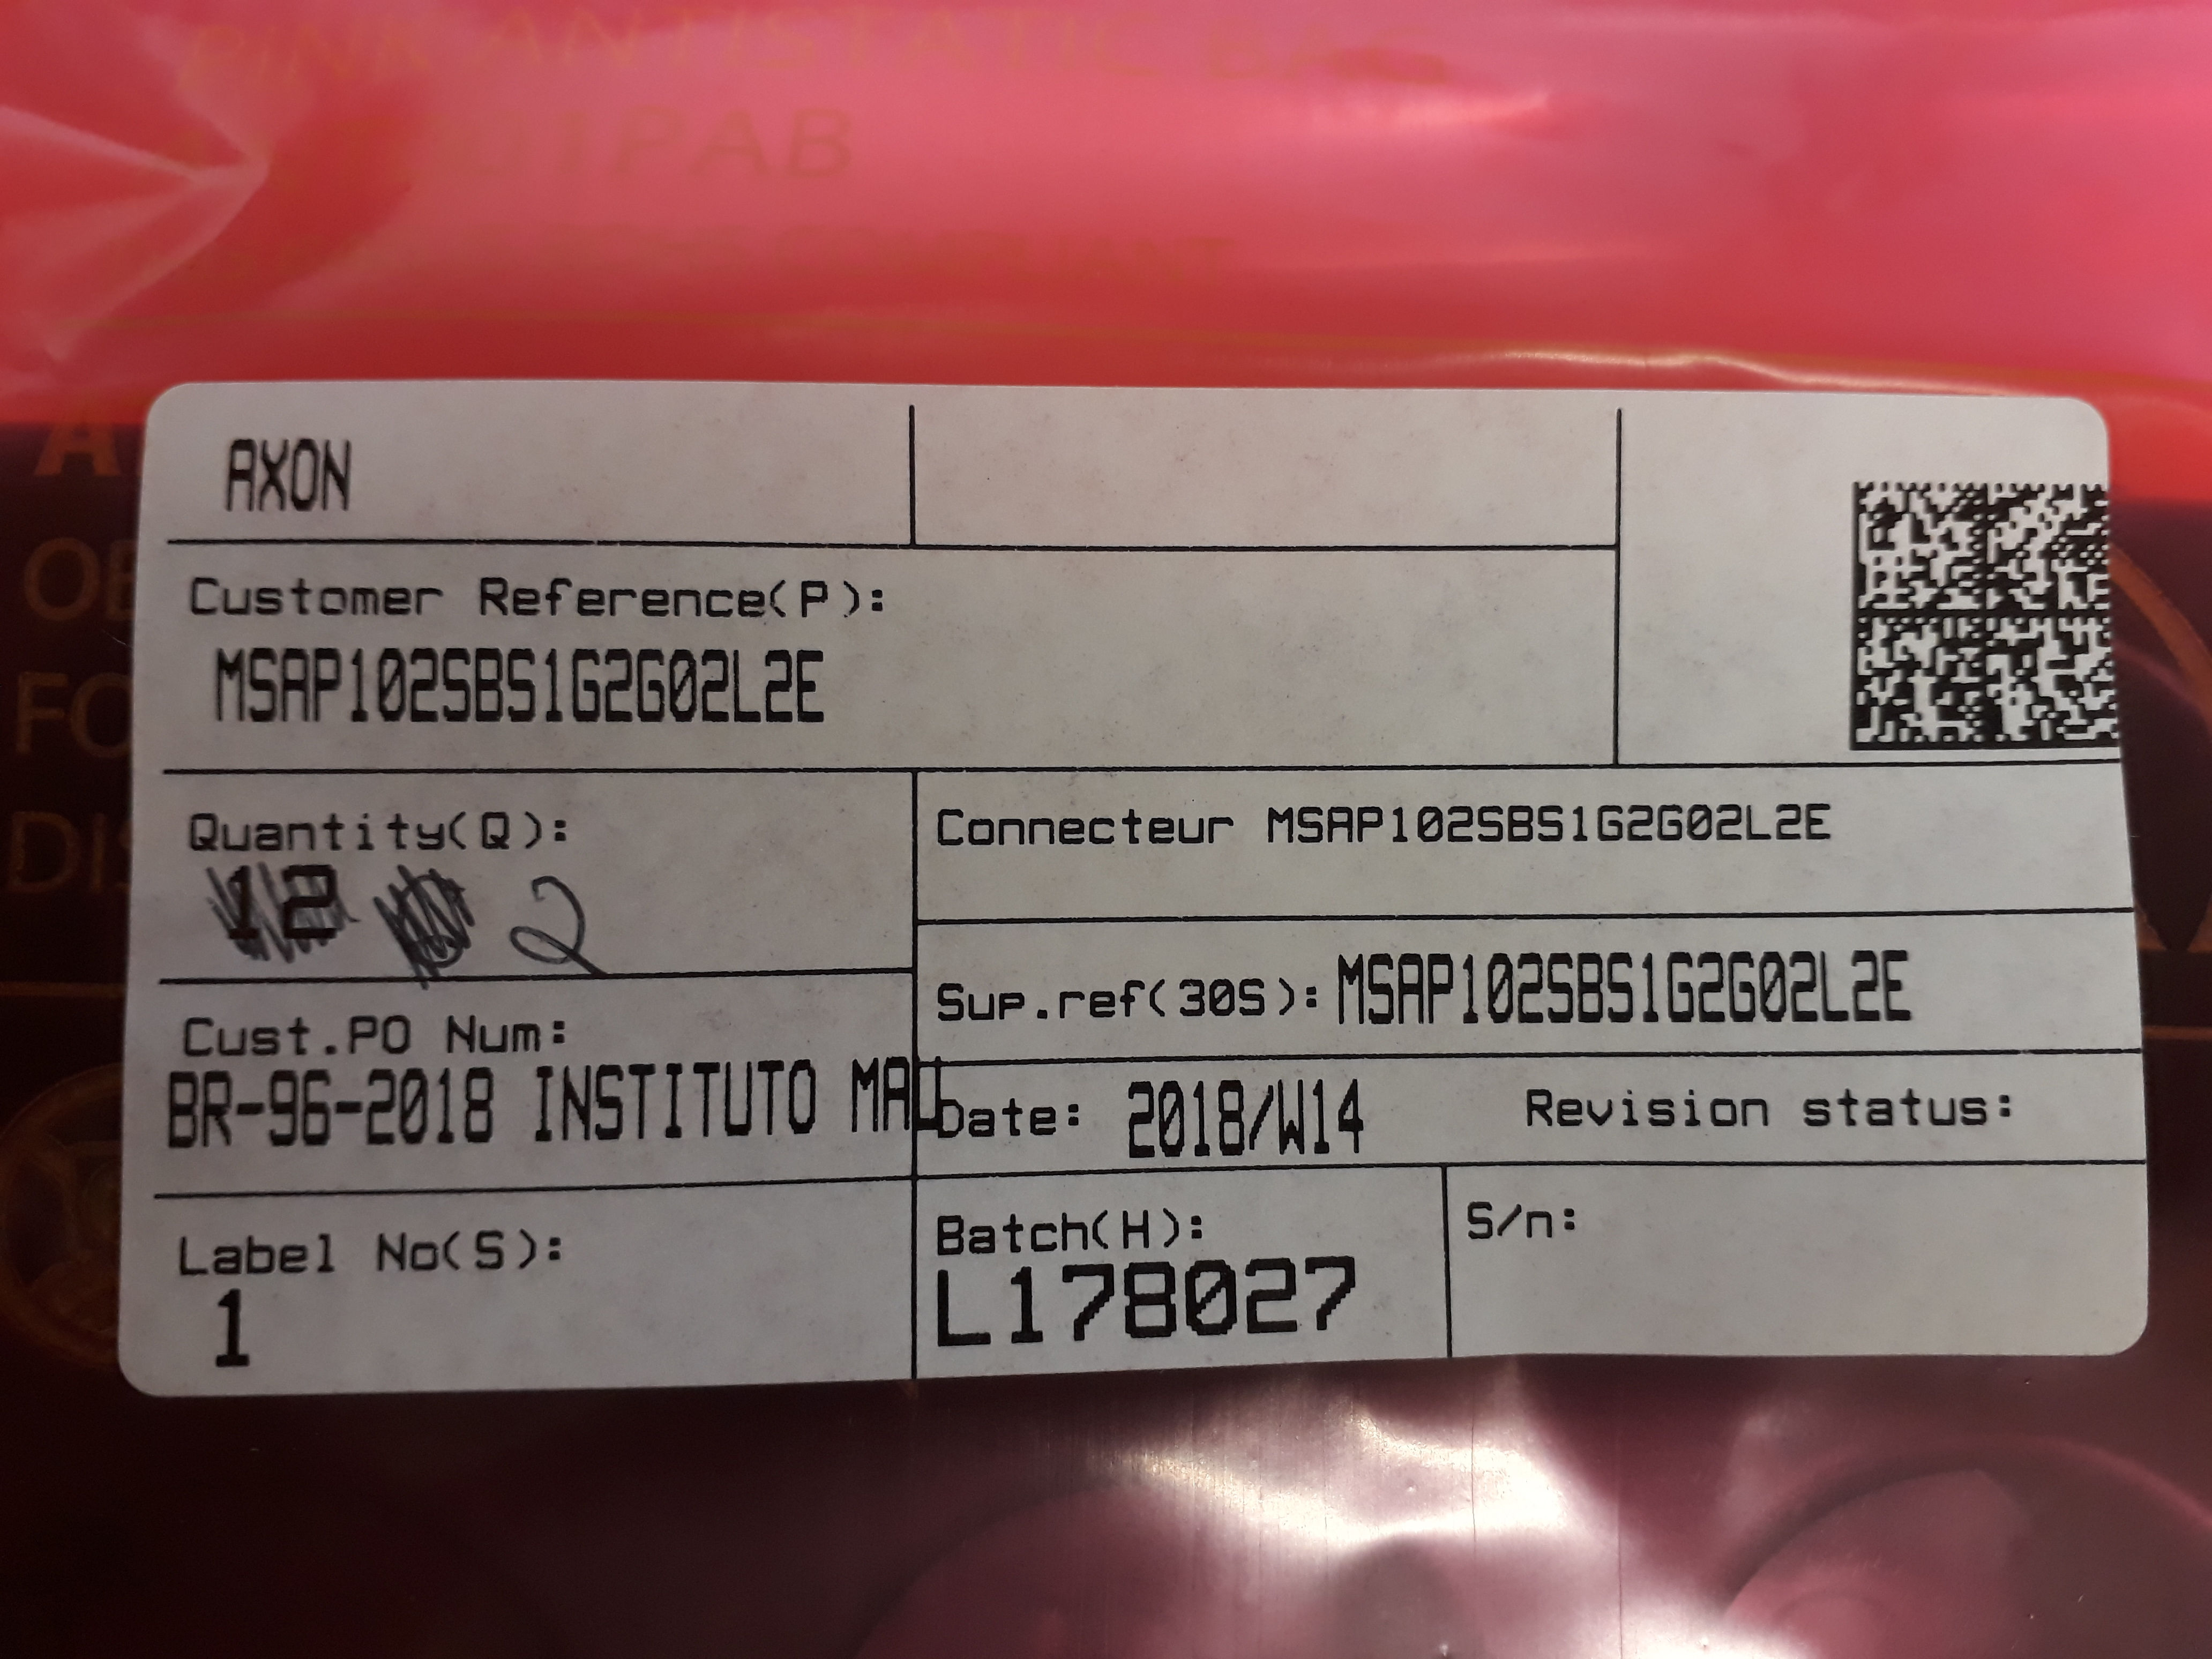 AXON
Customer Reference(P):
MSAP102SBS1G2G02L2E
Quantity(Q):
12 2
Connecteur MSAP102SBS1G2G02L2E
Cust.PO Num:
BR-96-2018 INSTITUTO MAU
Sup.ref(30S): MSAP102SBS1G2G02L2E
Date: 2018/W14
Revision status:
Label No(S):
1
Batch(H):
L178027
S/n: